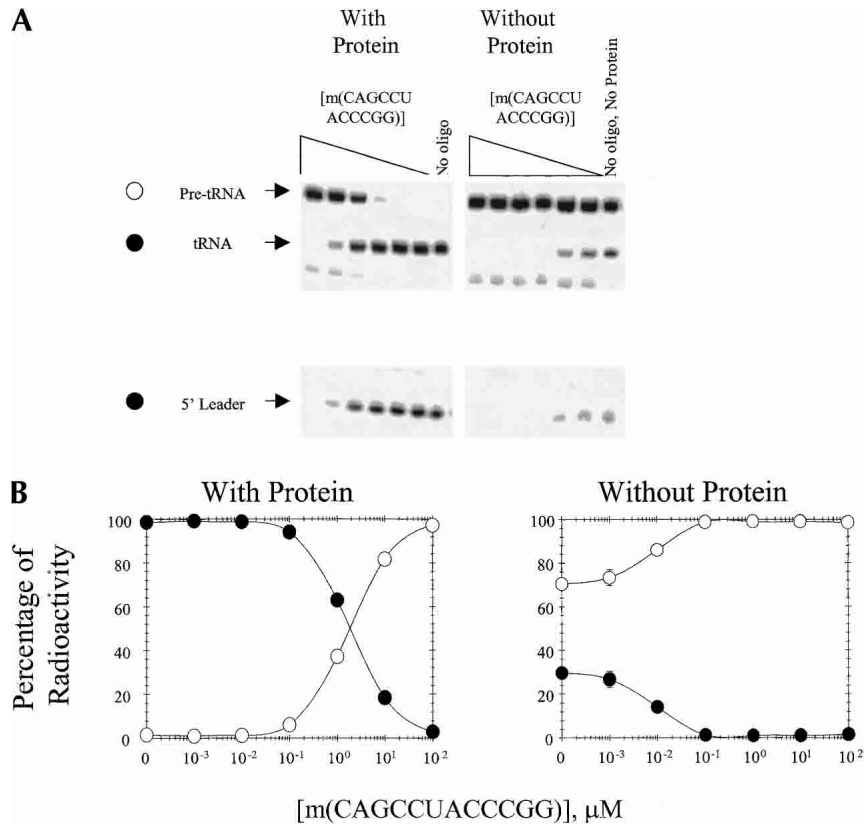 A
With
Protein
Without
Protein
[m(CAGCCU
ACCCGG)]
No oligo
[m(CAGCCU
ACCCGG)]
No oligo, No Protein
Pre-tRNA
tRNA
5' Leader
B
With Protein
Without Protein
Percentage of
Radioactivity
100
80
60
40
20
0
0 10-3 10-2 10-1 100 101 102
100
80
60
40
20
0
0 10-3 10-2 10-1 100 101 102
[m(CAGCCUACCCGG)], μM